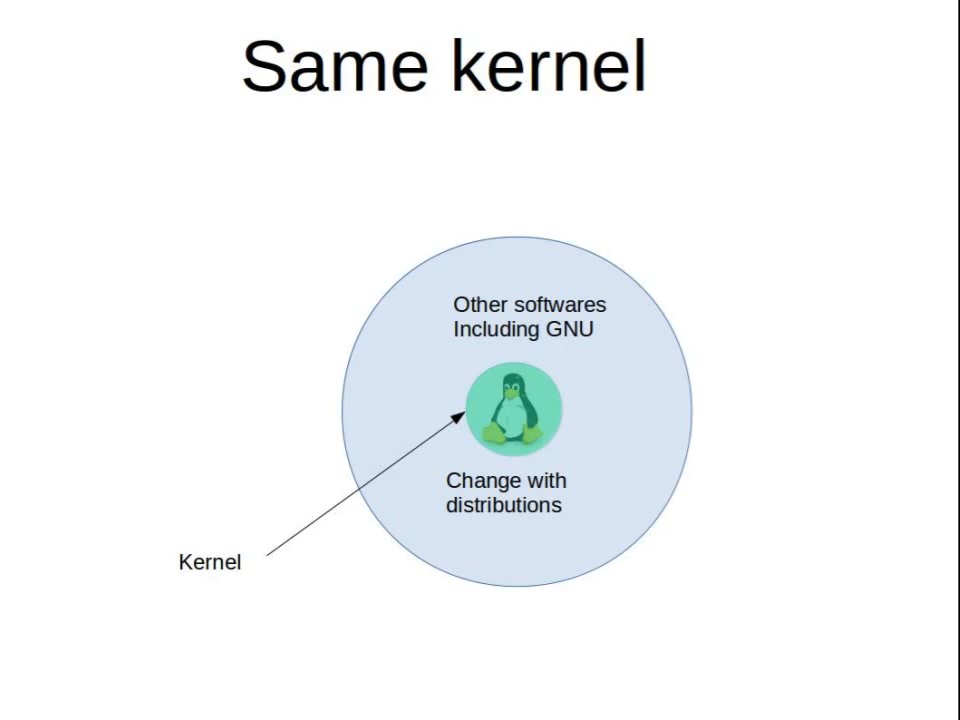 Same kernel
Other softwares
Including GNU
Change with
distributions
Kernel